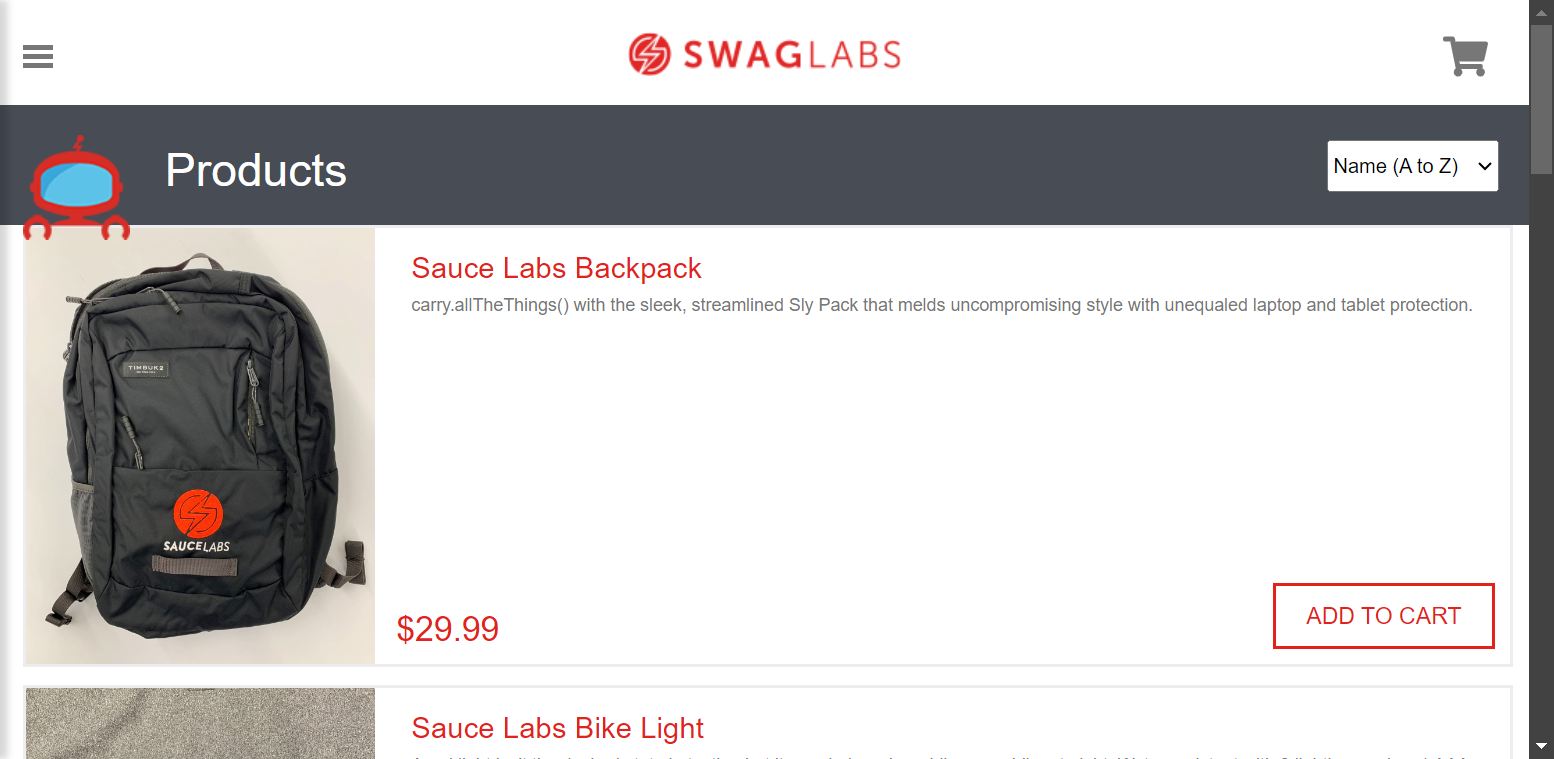 SWAGLABS
Products
Name (A to Z)
TIMBUK2
SAUCELABS
Sauce Labs Backpack
carry.allTheThings() with the sleek, streamlined Sly Pack that melds uncompromising style with unequaled laptop and tablet protection.
$29.99
ADD TO CART
Sauce Labs Bike Light